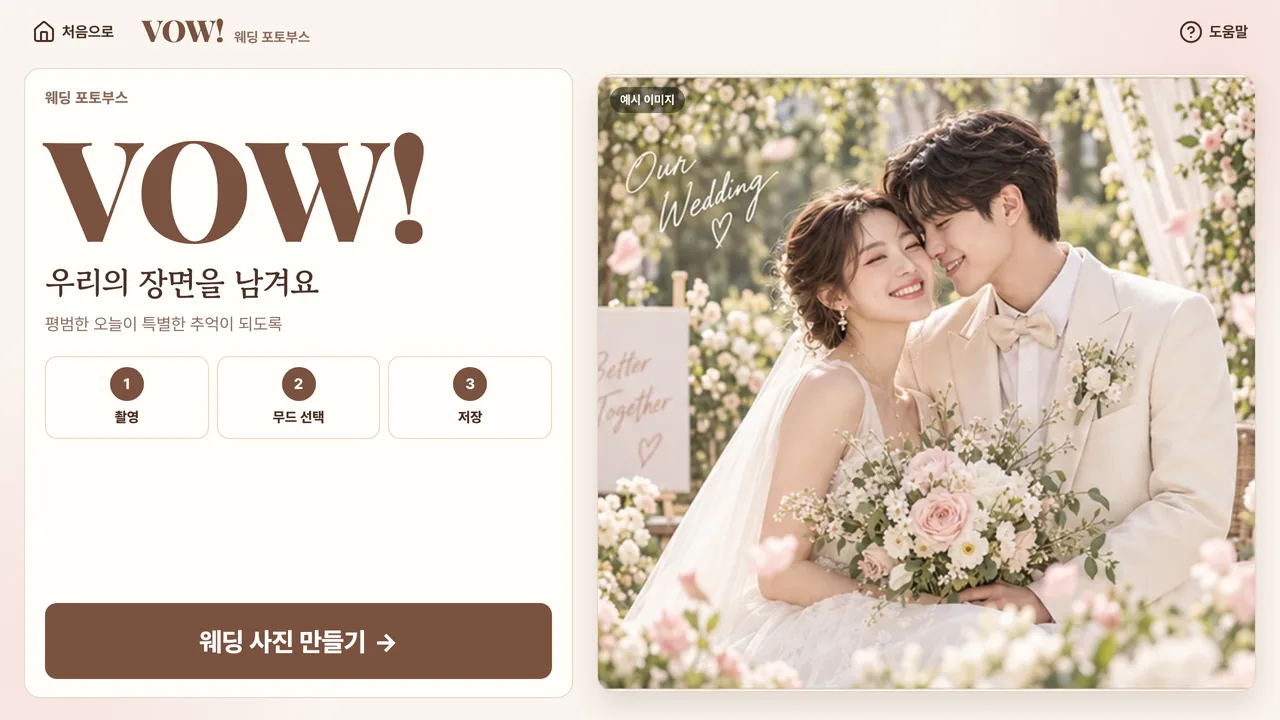 처음으로
VOW! 웨딩 포토부스
도움말
웨딩 포토부스
VOW!
우리의 장면을 남겨요
평범한 오늘이 특별한 추억이 되도록
1
촬영
2
무드 선택
3
저장
웨딩 사진 만들기 →
예시 이미지
Our
Wedding
Better
Together